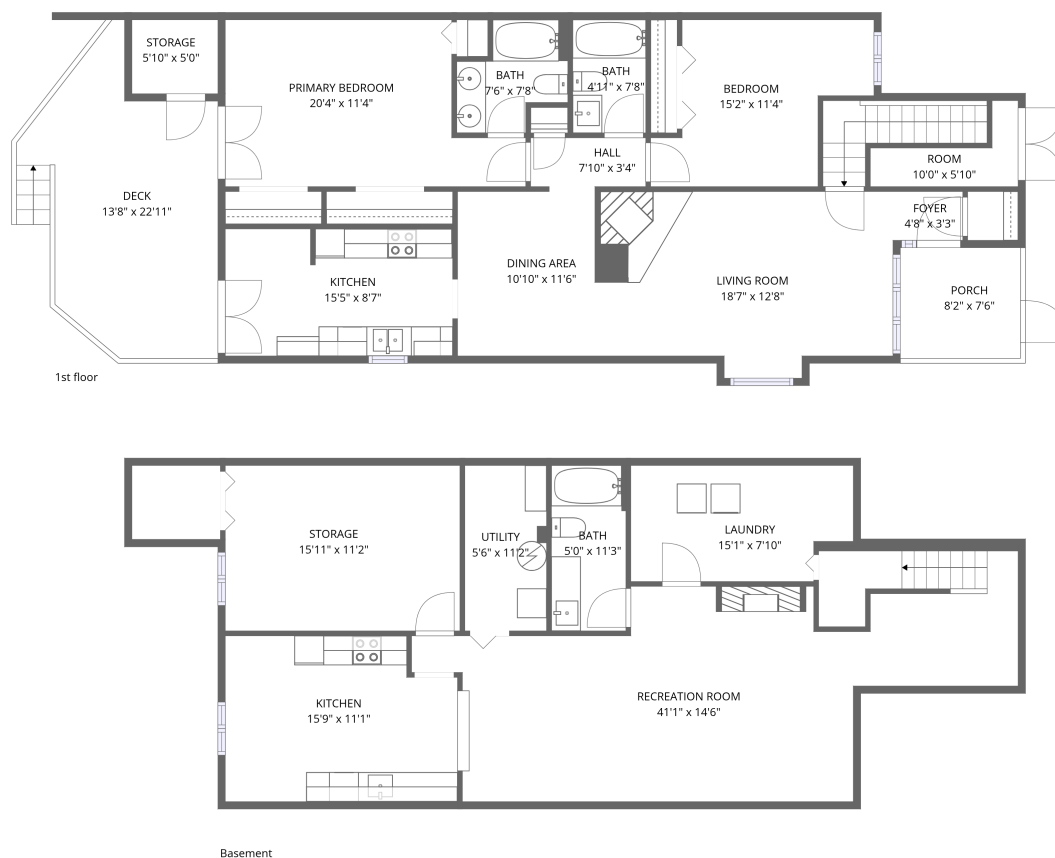 STORAGE
5'10" x 5'0"
PRIMARY BEDROOM
20'4" x 11'4"
BATH
7'6" x 7'8"
BATH
4'11" x 7'8"
BEDROOM
15'2" x 11'4"
HALL
7'10" x 3'4"
ROOM
10'0" x 5'10"
DECK
13'8" x 22'11"
FOYER
4'8" x 3'3"
KITCHEN
15'5" x 8'7"
DINING AREA
10'10" x 11'6"
LIVING ROOM
18'7" x 12'8"
PORCH
8'2" x 7'6"
1st floor
STORAGE
15'11" x 11'2"
UTILITY
5'6" x 11'2"
BATH
5'0" x 11'3"
LAUNDRY
15'1" x 7'10"
KITCHEN
15'9" x 11'1"
RECREATION ROOM
41'1" x 14'6"
Basement